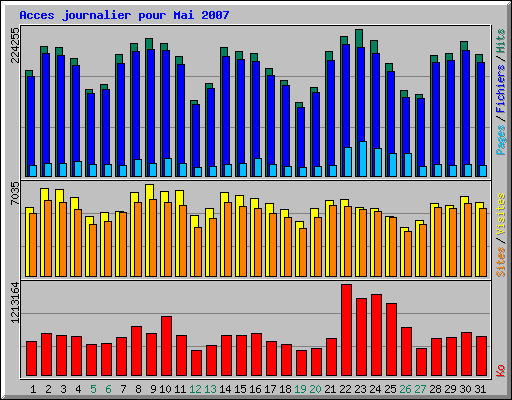 Acces journalier pour Mai 2007
224255
Pages / Fichiers / Hits
7035
Sites / Visites
1213164
Ko
1 2 3 4 5 6 7 8 9 10 11 12 13 14 15 16 17 18 19 20 21 22 23 24 25 26 27 28 29 30 31